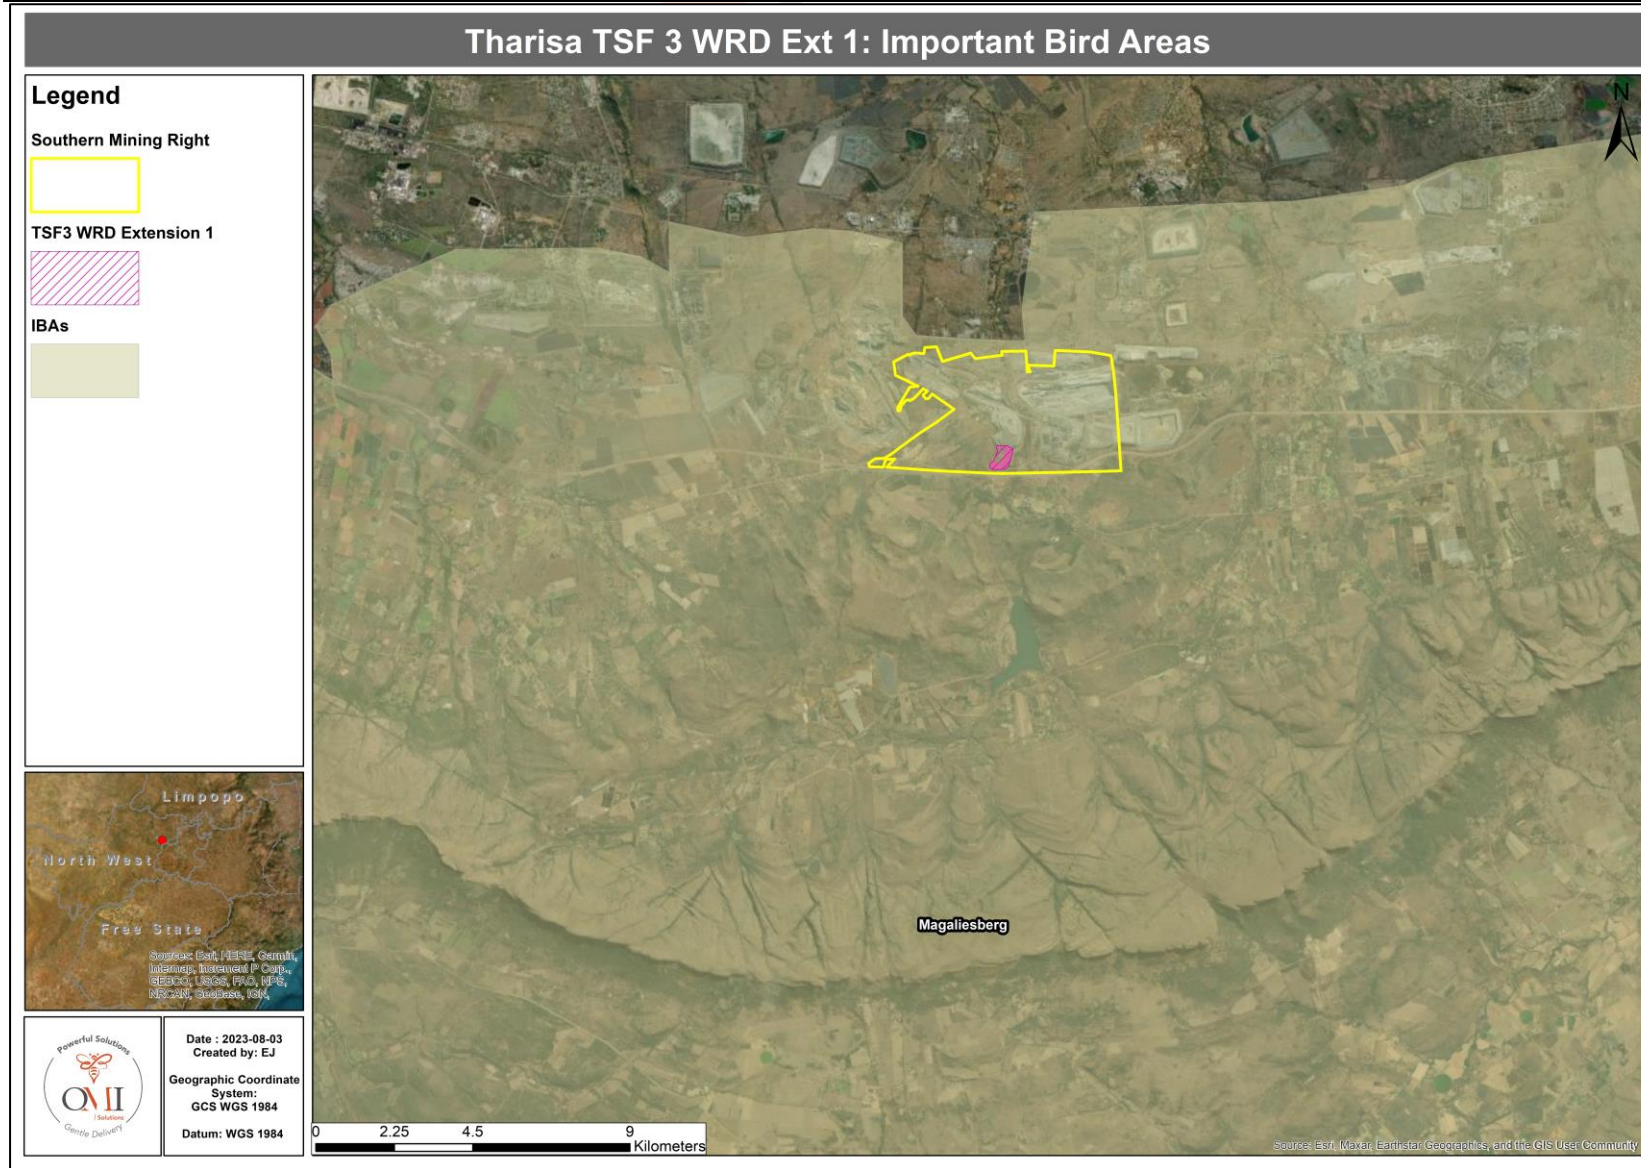 Tharisa TSF 3 WRD Ext 1: Important Bird Areas
Legend
Southern Mining Right
TSF3 WRD Extension 1
IBAs
N
Magaliesberg
Limpopo
North West
Free State
Sources: Esri, HERE, Garmin,
Intermap, increment P Corp.,
GEBCO, USGS, FAO, NPS,
NRCAN, GeoBase, IGN,
Powerful Solutions
QMI
Solutions
Gentle Delivery
Date : 2023-08-03
Created by: EJ
Geographic Coordinate
System:
GCS WGS 1984
Datum: WGS 1984
0 2.25 4.5 9
Kilometers
Source: Esri, Maxar, Earthstar Geographics, and the GIS User Community